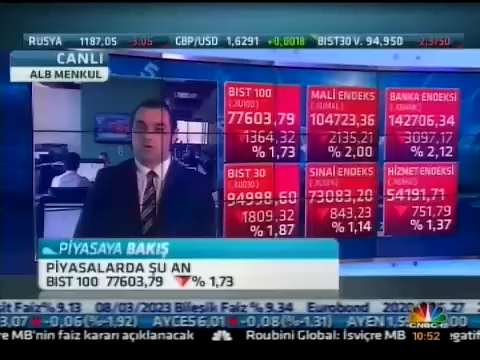 RUSYA 1187,05 -3,05 GBP/USD 1,6291 +0,0018 BIST30 V. 94,950 -2,3750
CANLI
ALB MENKUL
BIST 100
(.XU100)
77603,79
1364,32
% 1,73
MALİ ENDEKS
(.XUMAL)
104723,36
2135,21
% 2,00
BANKA ENDEKSİ
(.XBANK)
142706,34
3097,17
% 2,12
BIST 30
(.XU030)
94998,60
1809,32
% 1,87
SINAİ ENDEKS
73083,20
843,23
% 1,14
HİZMET ENDEKSİ
54191,71
751,79
% 1,37
PİYASAYA BAKIŞ
PİYASALARDA ŞU AN
BIST 100 77603,79 % 1,73
Faiz % 9.13 Bileşik Faiz % 9.34 Eurobond
-0,06 (-%1,92) AYCES 6,01 -0,08 AYEN
CNBC-e
MB'nin faiz kararı açıklanacak Roubini Global: İsviçre MB negatif
10:52